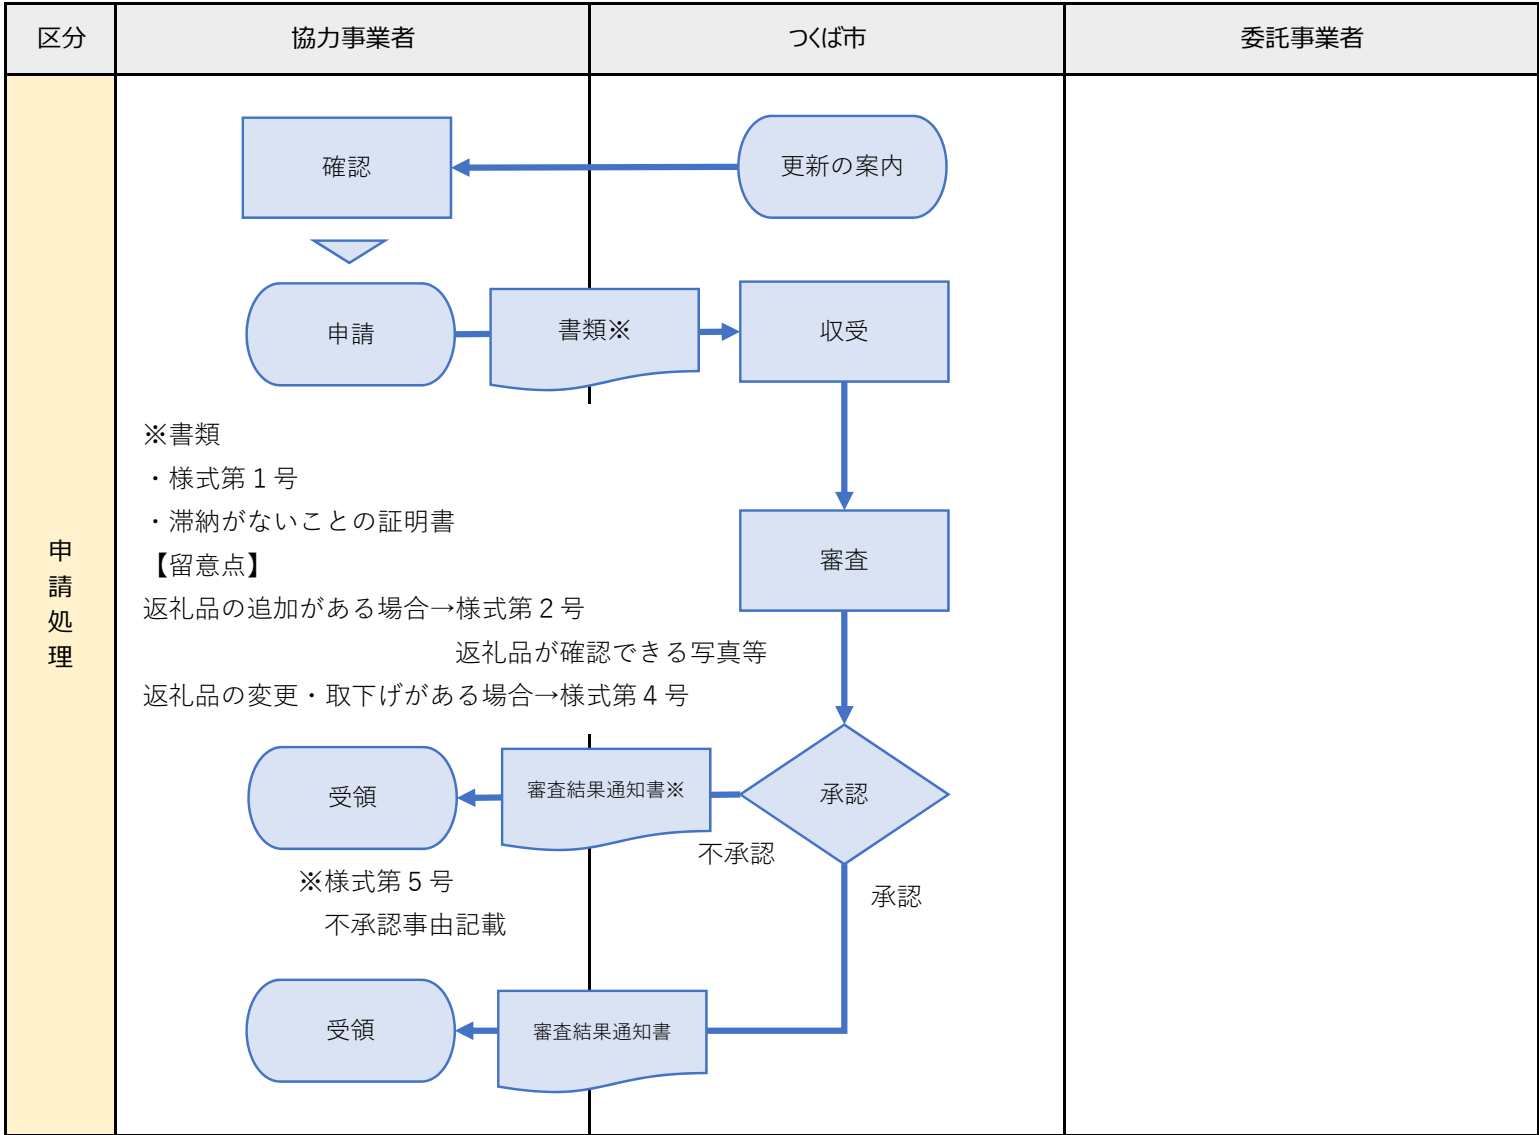 区分
協力事業者
つくば市
委託事業者
申請処理
確認
更新の案内
申請
書類※
収受
※書類
・様式第１号
・滞納がないことの証明書
【留意点】
返礼品の追加がある場合→様式第２号
返礼品が確認できる写真等
返礼品の変更・取下げがある場合→様式第４号
審査
受領
審査結果通知書※
承認
不承認
承認
※様式第５号
不承認事由記載
受領
審査結果通知書